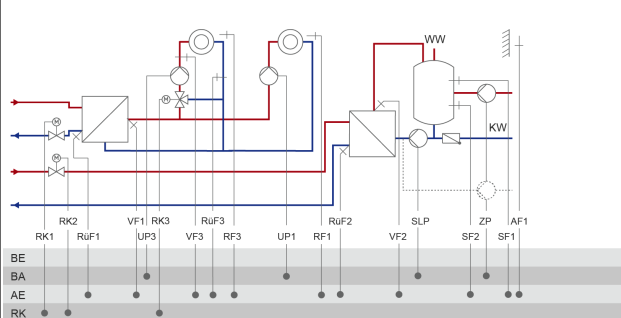 WW
M
M
KW
M
RK2 VF1 RK3 RüF3 RüF2 SLP ZP AF1
RK1 RüF1 UP3 VF3 RF3 UP1 RF1 VF2 SF2 SF1
BE
BA
AE
RK